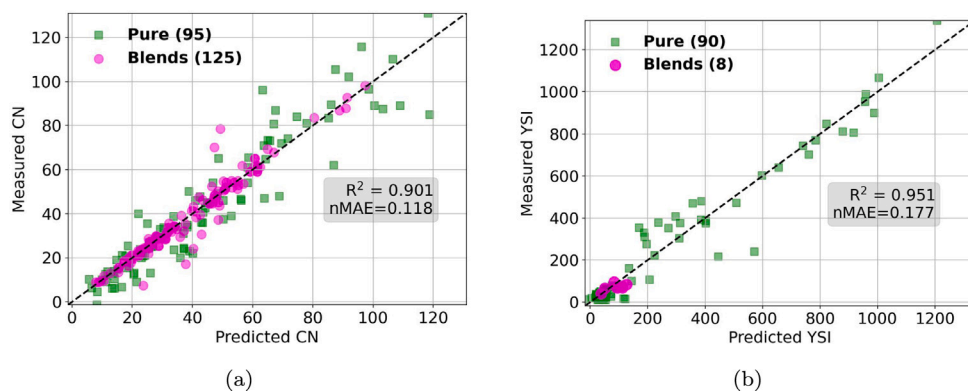 Pure (95)
Blends (125)
R² = 0.901
nMAE=0.118
Measured CN
120
100
80
60
40
20
0
0 20 40 60 80 100 120
Predicted CN
(a)
Pure (90)
Blends (8)
R² = 0.951
nMAE=0.177
Measured YSI
1200
1000
800
600
400
200
0
0 200 400 600 800 1000 1200
Predicted YSI
(b)